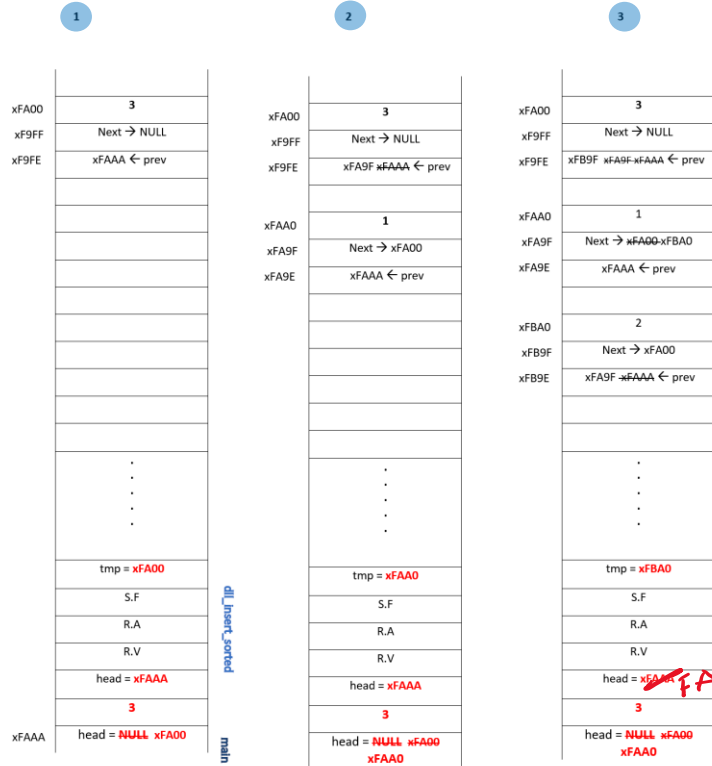 1
xFA00
3
xF9FF
Next → NULL
xF9FE
xFAAA ← prev
.
.
.
.
.
tmp = xFA00
S.F
R.A
R.V
head = xFAAA
3
xFAAA
head = NULL xFA00
dll_insert_sorted
main
2
xFA00
3
xF9FF
Next → NULL
xF9FE
xFA9F xFAAA ← prev
xFAA0
1
xFA9F
Next → xFA00
xFA9E
xFAAA ← prev
.
.
.
.
.
tmp = xFAA0
S.F
R.A
R.V
head = xFAAA
3
head = NULL xFA00
xFAA0
3
xFA00
3
xF9FF
Next → NULL
xF9FE
xFB9F xFA9F xFAAA ← prev
xFAA0
1
xFA9F
Next → xFA00 xFBA0
xFA9E
xFAAA ← prev
xFBA0
2
xFB9F
Next → xFA00
xFB9E
xFA9F xFAAA ← prev
.
.
.
.
.
tmp = xFBA0
S.F
R.A
R.V
head = xFAAA
3
head = NULL xFA00
xFAA0